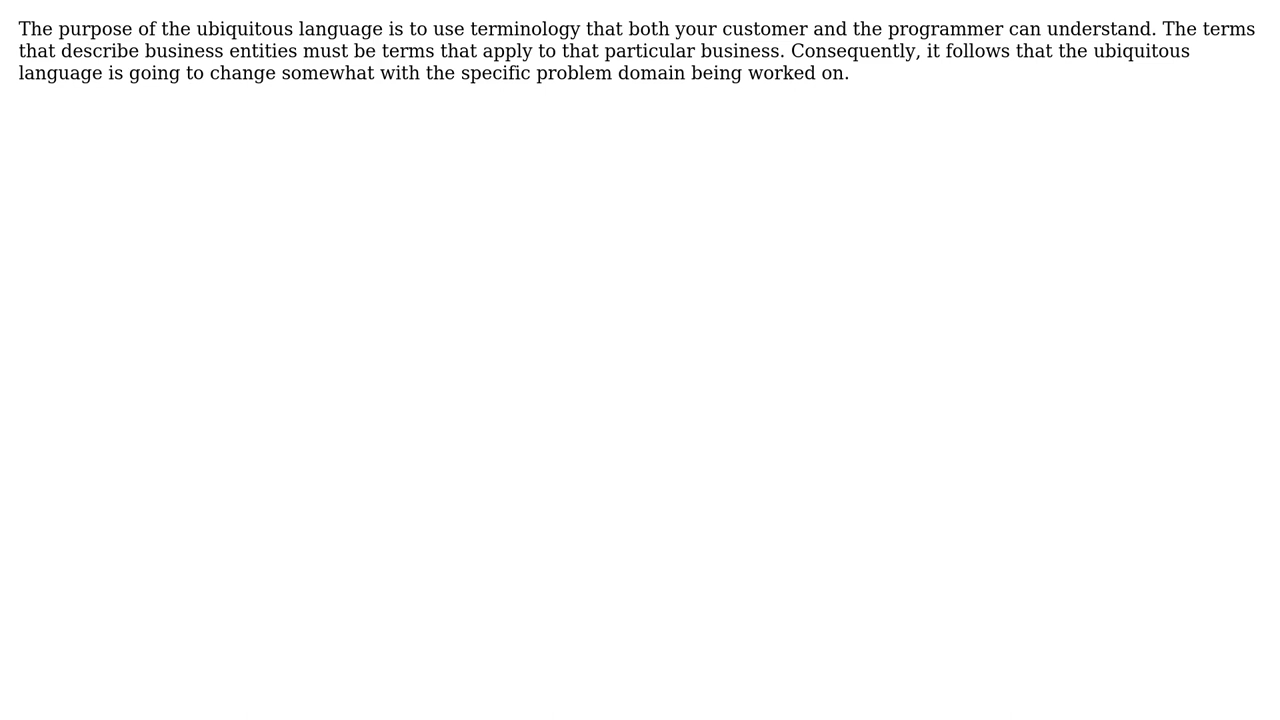 The purpose of the ubiquitous language is to use terminology that both your customer and the programmer can understand. The terms
that describe business entities must be terms that apply to that particular business. Consequently, it follows that the ubiquitous
language is going to change somewhat with the specific problem domain being worked on.